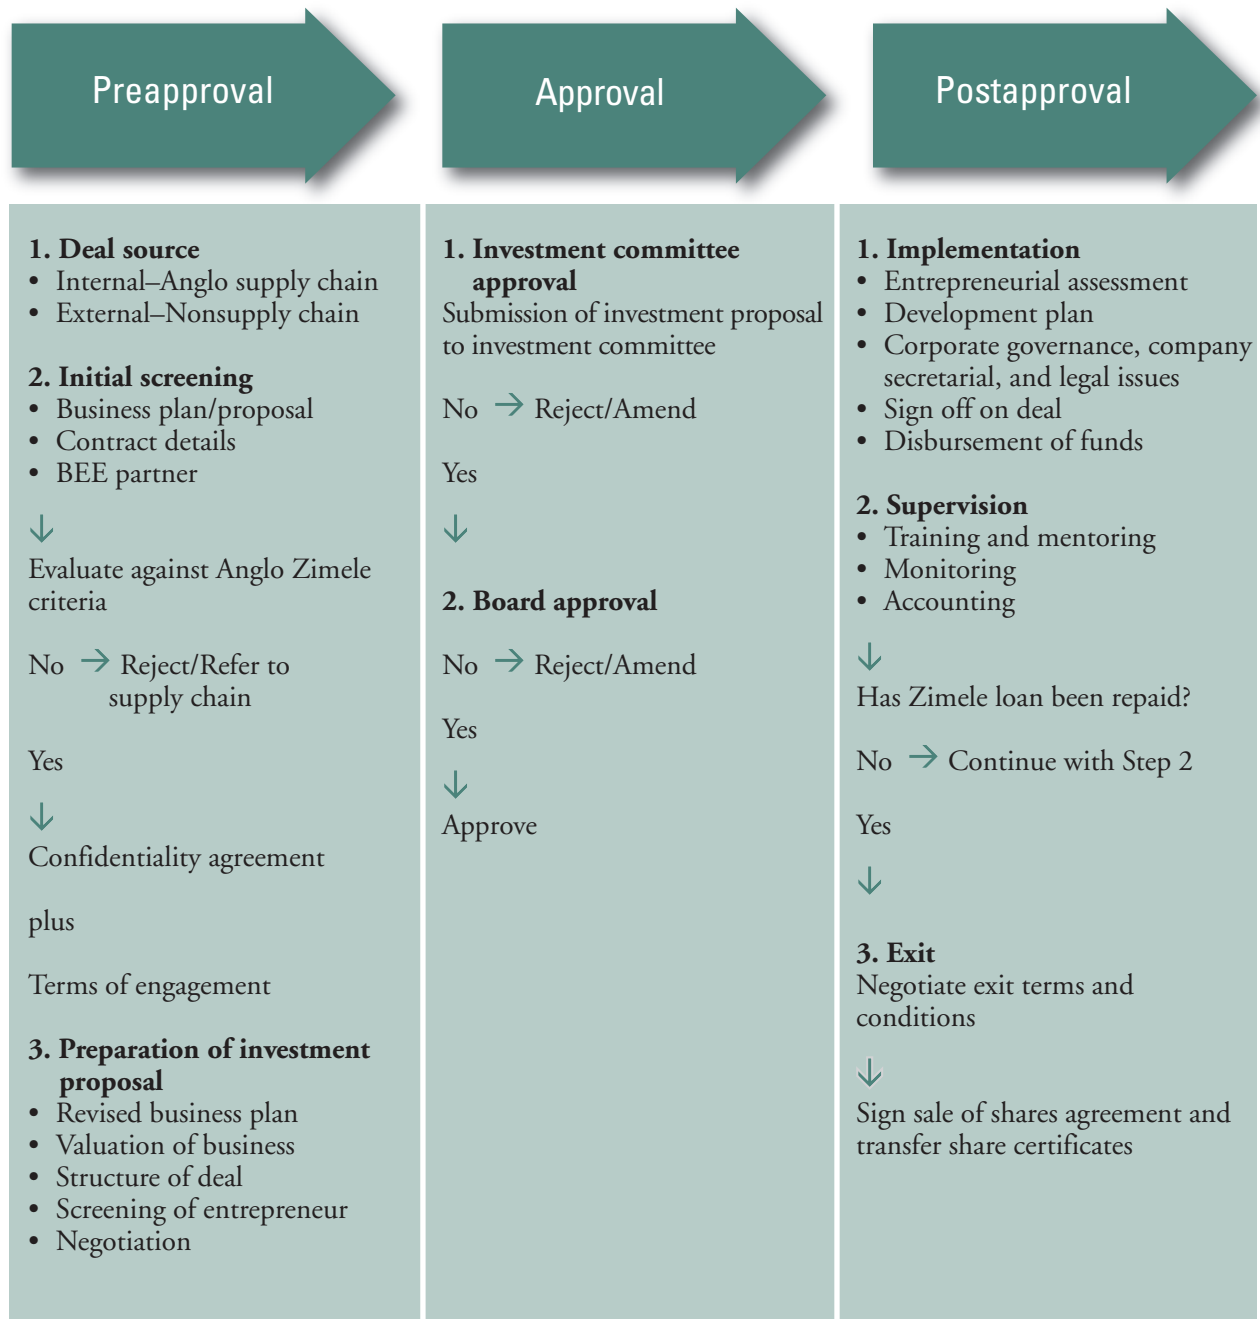 Preapproval
Approval
Postapproval
1. Deal source
• Internal–Anglo supply chain
• External–Nonsupply chain
2. Initial screening
• Business plan/proposal
• Contract details
• BEE partner
↓
Evaluate against Anglo Zimele
criteria
No → Reject/Refer to
supply chain
Yes
↓
Confidentiality agreement
plus
Terms of engagement
3. Preparation of investment
proposal
• Revised business plan
• Valuation of business
• Structure of deal
• Screening of entrepreneur
• Negotiation
1. Investment committee
approval
Submission of investment proposal
to investment committee
No → Reject/Amend
Yes
↓
2. Board approval
No → Reject/Amend
Yes
↓
Approve
1. Implementation
• Entrepreneurial assessment
• Development plan
• Corporate governance, company
secretarial, and legal issues
• Sign off on deal
• Disbursement of funds
2. Supervision
• Training and mentoring
• Monitoring
• Accounting
↓
Has Zimele loan been repaid?
No → Continue with Step 2
Yes
↓
3. Exit
Negotiate exit terms and
conditions
↓
Sign sale of shares agreement and
transfer share certificates